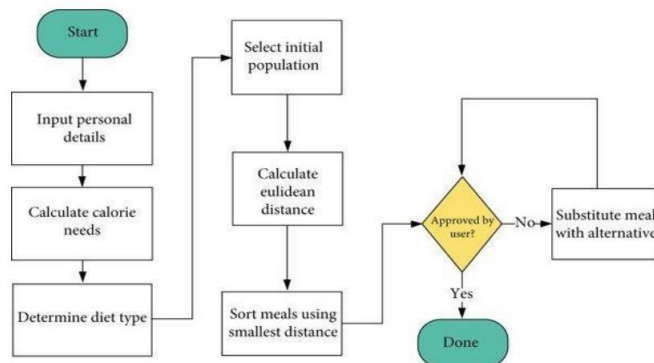 Start
Input personal
details
Calculate calorie
needs
Determine diet type
Select initial
population
Calculate
eulidean
distance
Sort meals using
smallest distance
Approved by
user?
No
Substitute meal
with alternative
Yes
Done